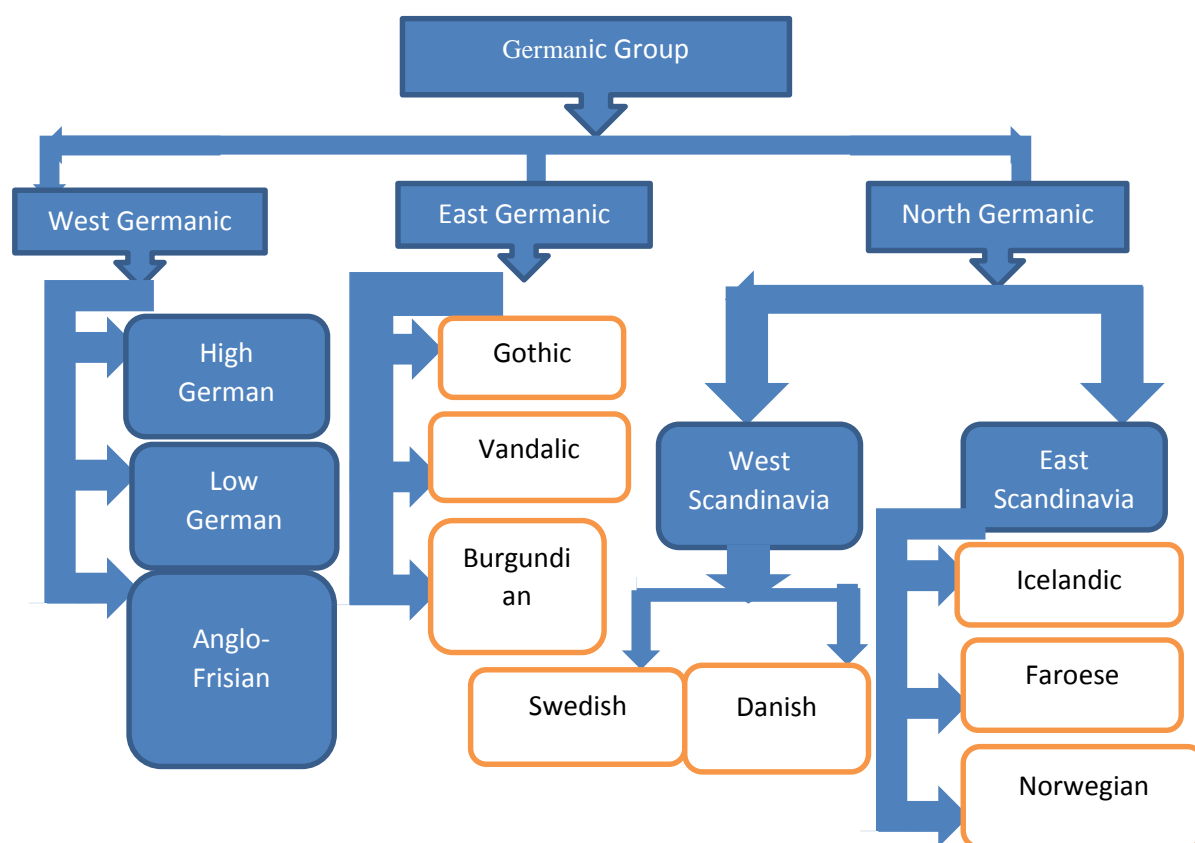 Germanic Group
West Germanic
East Germanic
North Germanic
High
German
Low
German
Anglo-
Frisian
Gothic
Vandalic
Burgundi
an
West
Scandinavia
East
Scandinavia
Swedish
Danish
Icelandic
Faroese
Norwegian